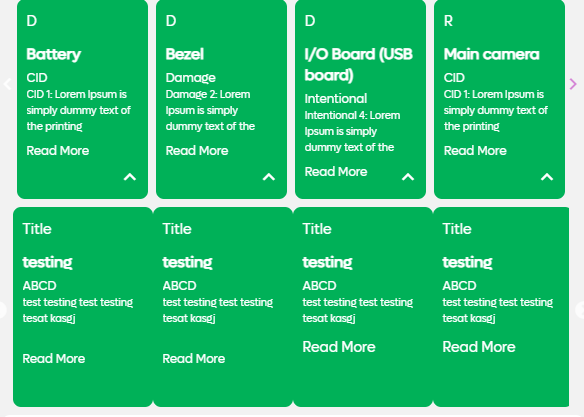 D
Battery
CID
CID 1: Lorem Ipsum is
simply dummy text of
the printing
Read More
D
Bezel
Damage
Damage 2: Lorem
Ipsum is simply
dummy text of the
Read More
D
I/O Board (USB
board)
Intentional
Intentional 4: Lorem
Ipsum is simply
dummy text of the
Read More
R
Main camera
CID
CID 1: Lorem Ipsum is
simply dummy text of
the printing
Read More
Title
testing
ABCD
test testing test testing
tesat kasgj
Read More
Title
testing
ABCD
test testing test testing
tesat kasgj
Read More
Title
testing
ABCD
test testing test testing
tesat kasgj
Read More
Title
testing
ABCD
test testing test testing
tesat kasgj
Read More